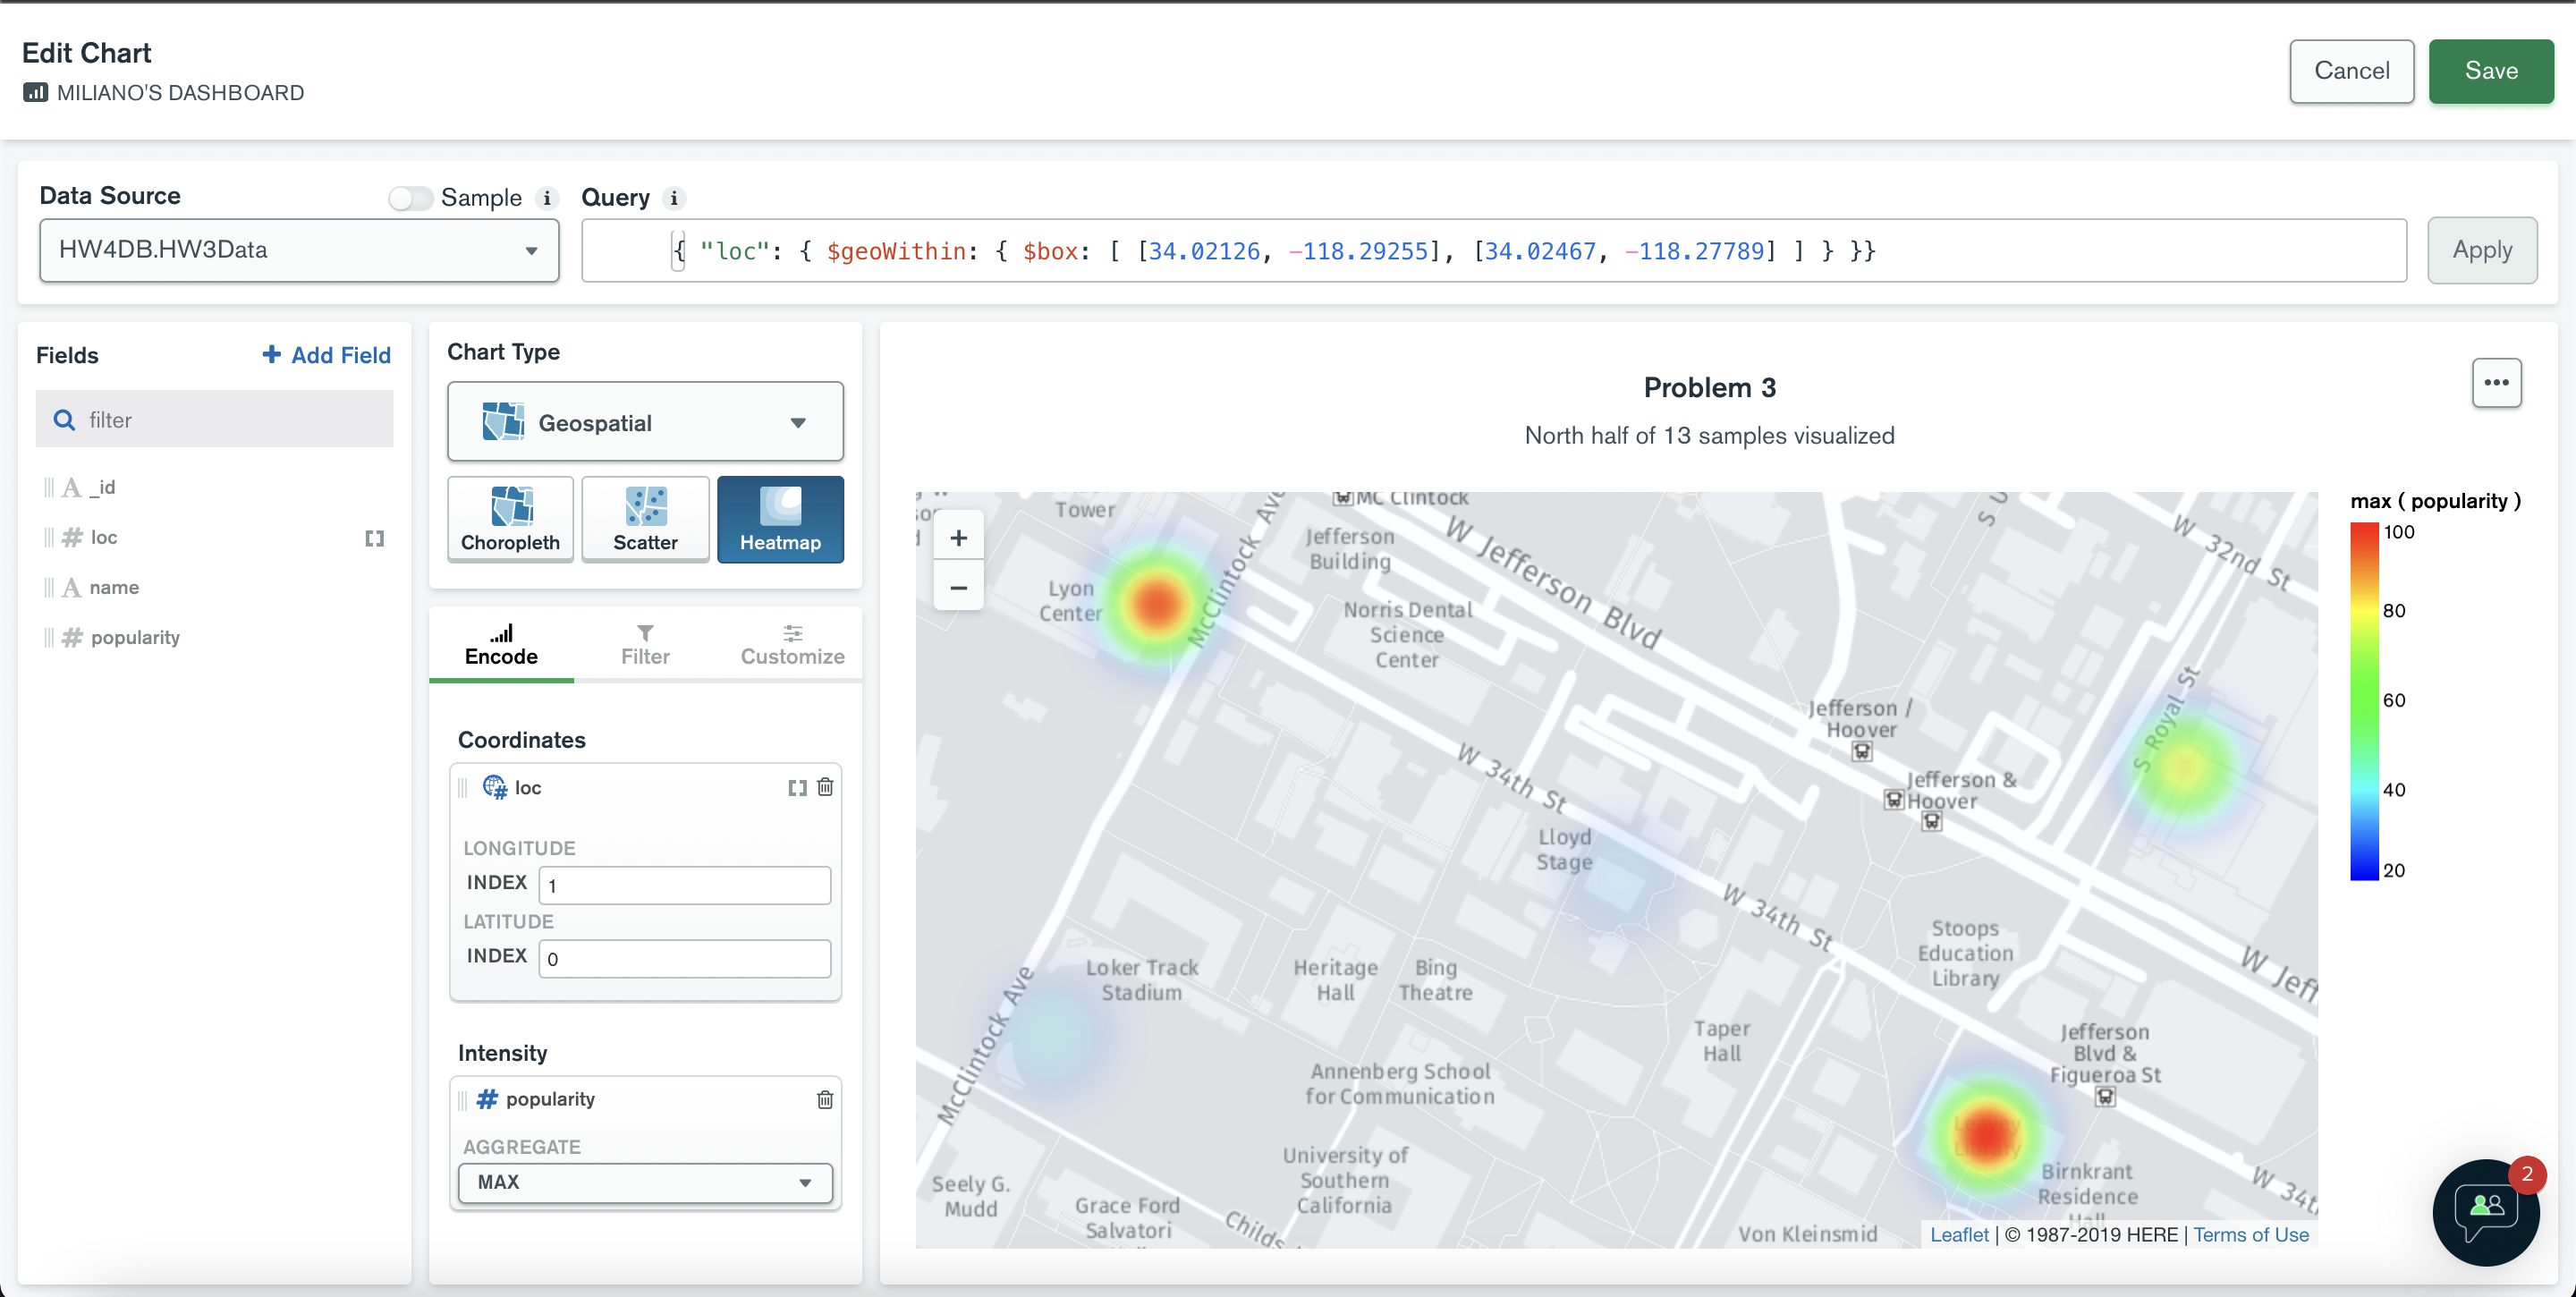 Edit Chart
MILIANO'S DASHBOARD
Cancel
Save
Data Source
Sample
Query
HW4DB.HW3Data
{ "loc": { $geoWithin: { $box: [ [34.02126, -118.29255], [34.02467, -118.27789] ] } }}
Apply
Fields
+ Add Field
filter
A _id
# loc
A name
# popularity
Chart Type
Geospatial
Choropleth
Scatter
Heatmap
Encode
Filter
Customize
Coordinates
loc
LONGITUDE
INDEX 1
LATITUDE
INDEX 0
Intensity
# popularity
AGGREGATE
MAX
Problem 3
North half of 13 samples visualized
+
−
Tower
MC Clintock
Jefferson
Building
W Jefferson Blvd
S U
W 32nd St
Lyon
Center
McClintock Ave
Norris Dental
Science
Center
Jefferson /
Hoover
S Royal St
Jefferson &
Hoover
W 34th St
Lloyd
Stage
W 34th St
Stoops
Education
Library
W Jeff
Loker Track
Stadium
Heritage
Hall
Bing
Theatre
McClintock Ave
Taper
Hall
Jefferson
Blvd &
Figueroa St
Annenberg School
for Communication
University of
Southern
California
Birnkrant
Residence
Hall
W 34t
Seely G.
Mudd
Grace Ford
Salvatori
Childs
Von Kleinsmid
Leaflet | © 1987-2019 HERE | Terms of Use
max ( popularity )
100
80
60
40
20
2